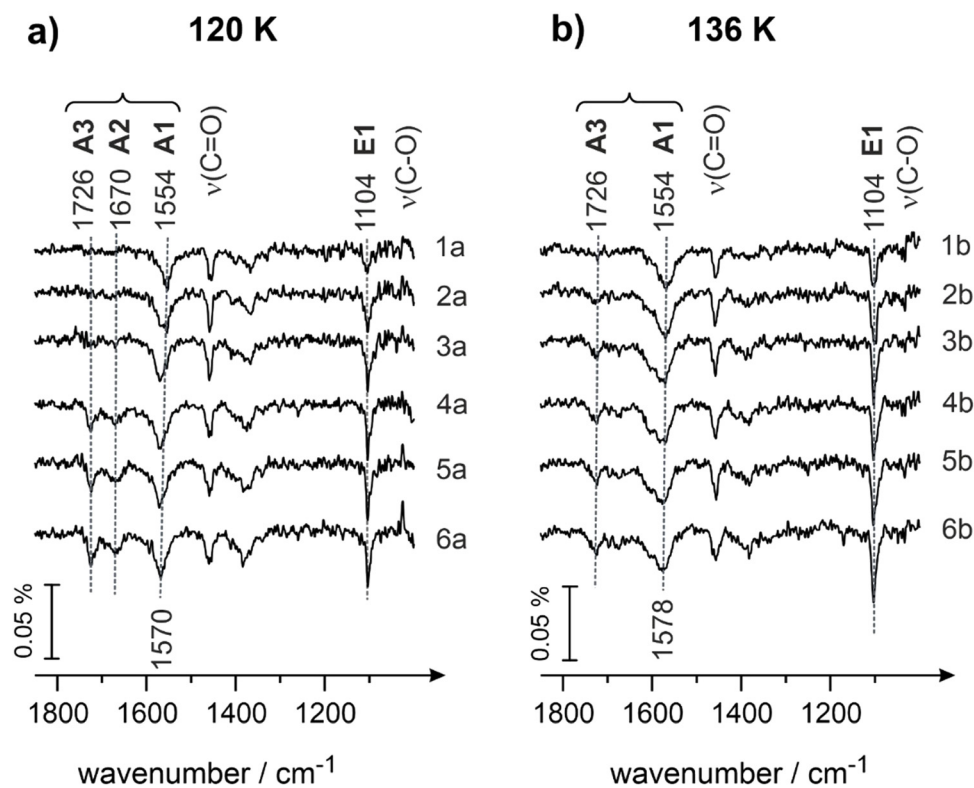 a) 120 K
1726 A3
1670 A2
1554 A1
ν(C=O)
1104 E1
ν(C-O)
1a
2a
3a
4a
5a
6a
0.05 %
1570
1800 1600 1400 1200
wavenumber / cm-1
b) 136 K
1726 A3
1554 A1
ν(C=O)
1104 E1
ν(C-O)
1b
2b
3b
4b
5b
6b
0.05 %
1578
1800 1600 1400 1200
wavenumber / cm-1